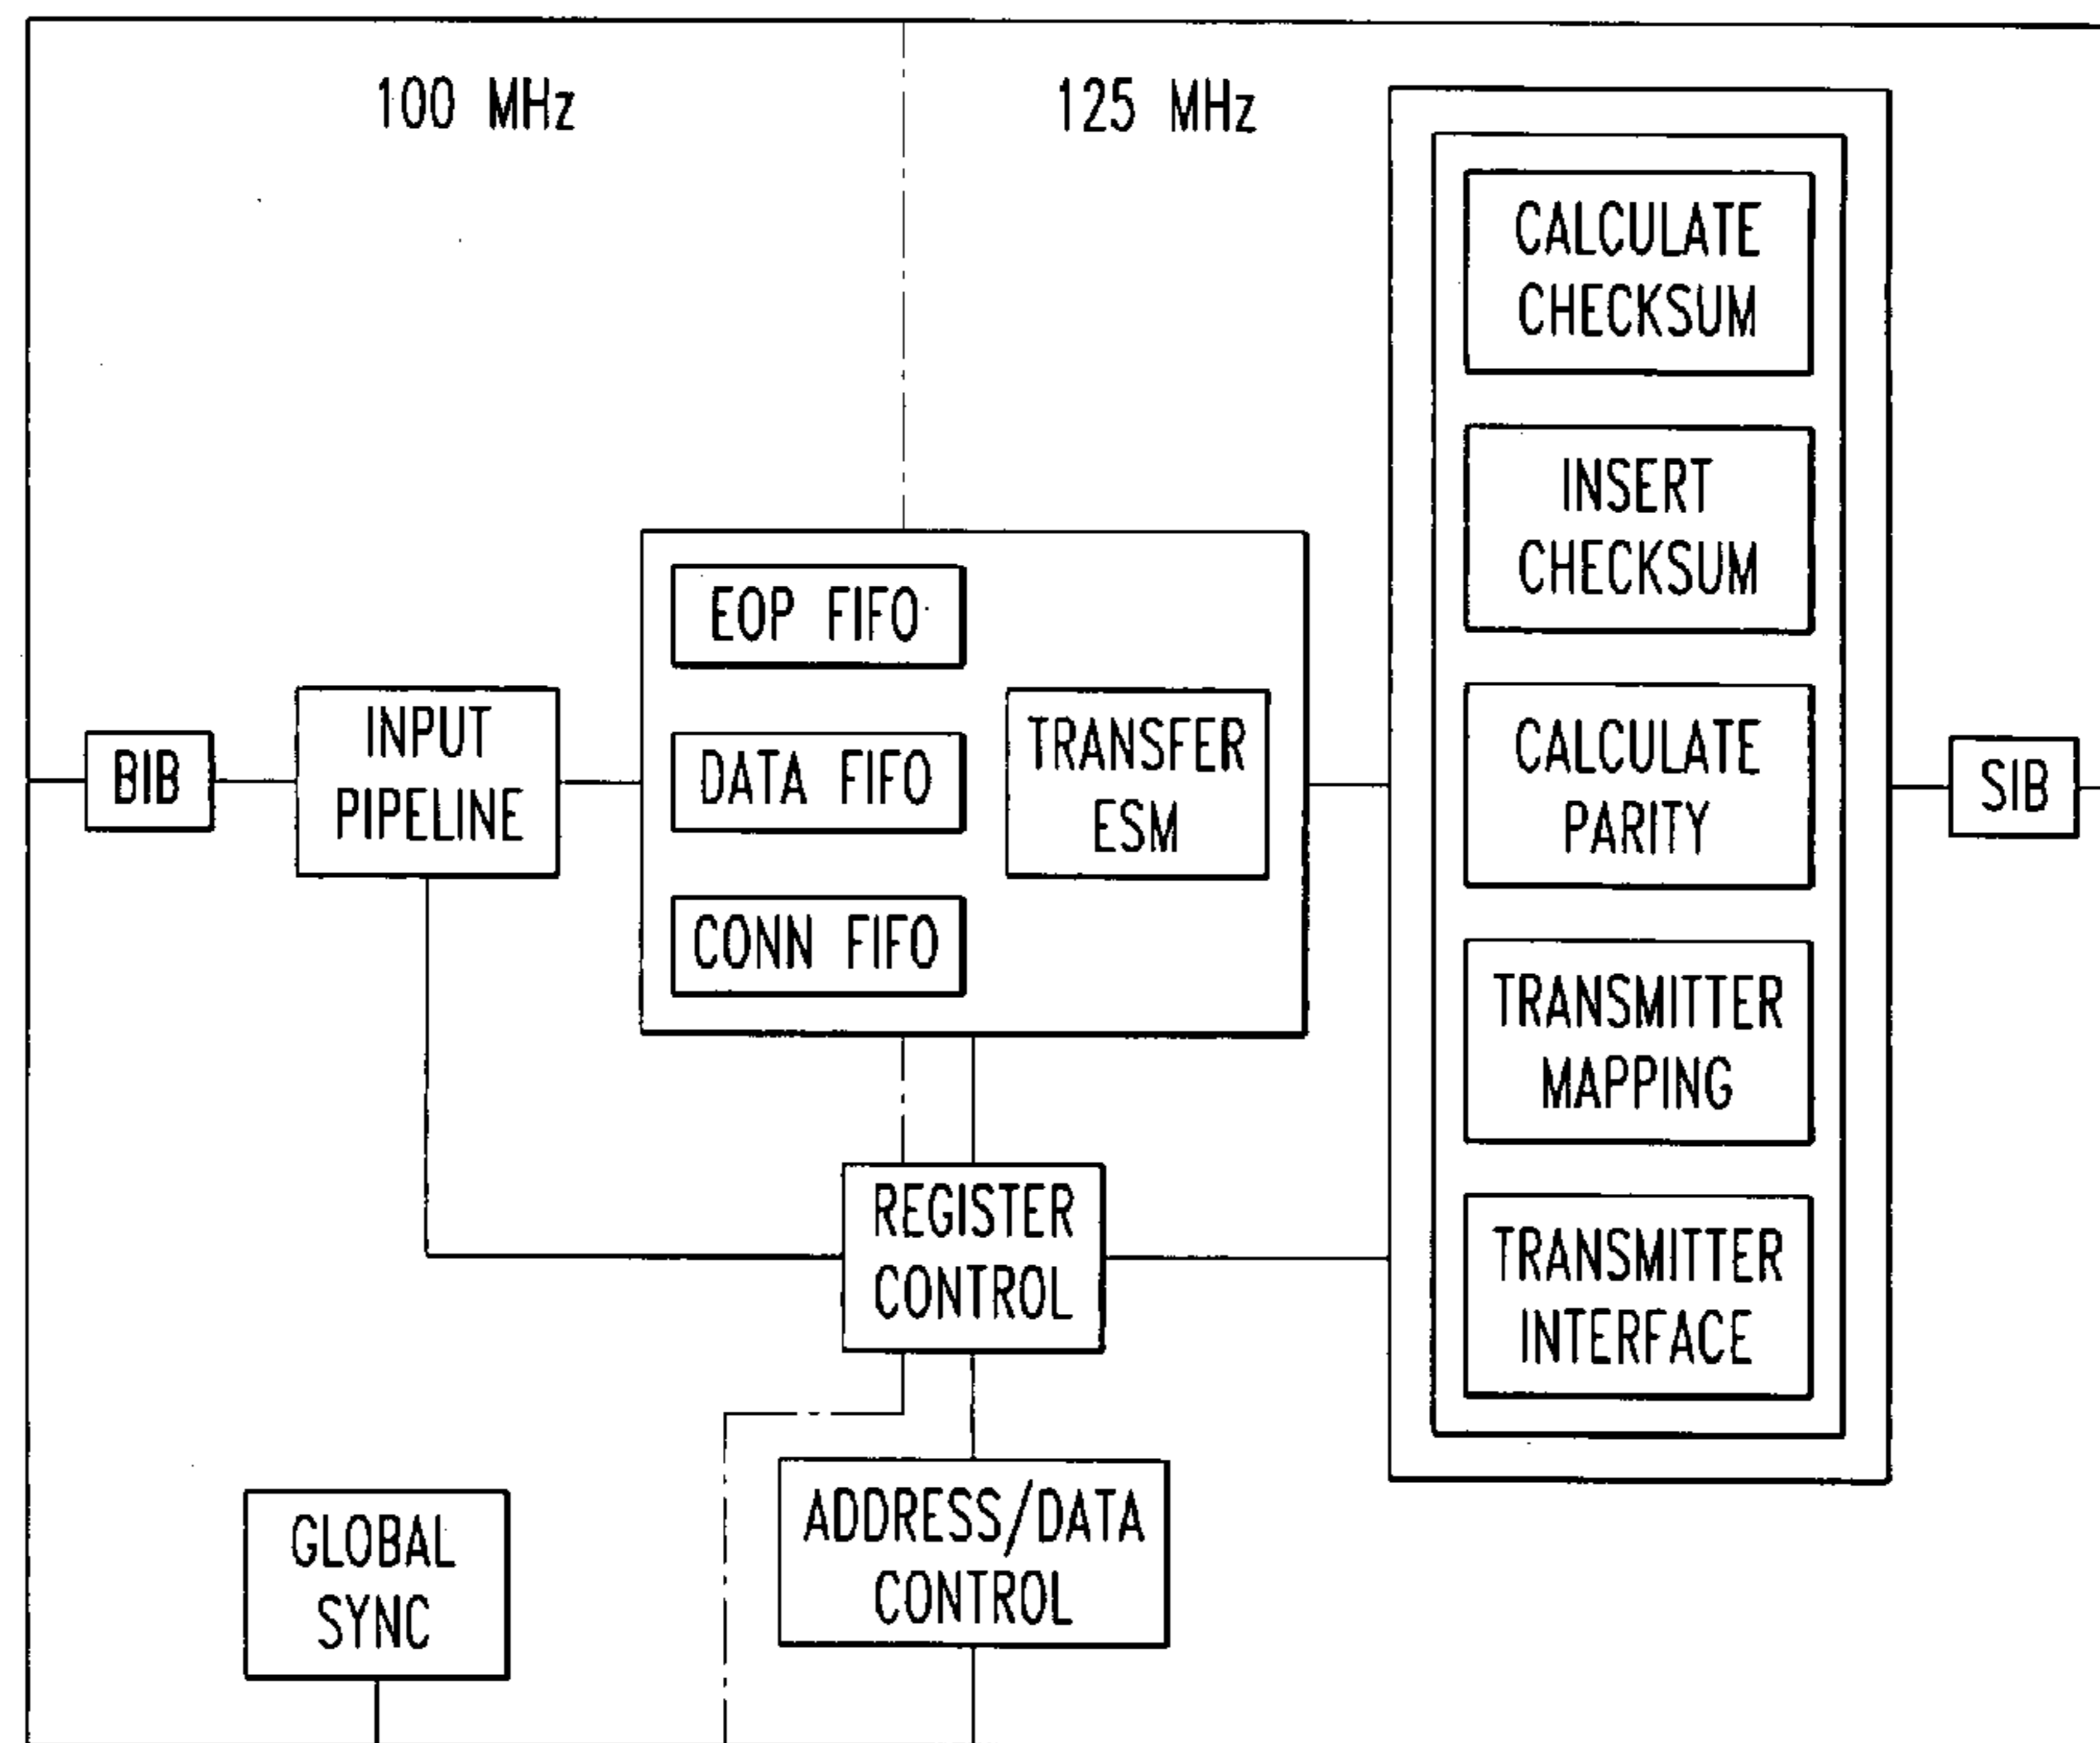 100 MHz
125 MHz
CALCULATE
CHECKSUM
INSERT
CHECKSUM
EOP FIFO
BIB
INPUT
PIPELINE
DATA FIFO
TRANSFER
ESM
CALCULATE
PARITY
SIB
CONN FIFO
TRANSMITTER
MAPPING
REGISTER
CONTROL
TRANSMITTER
INTERFACE
GLOBAL
SYNC
ADDRESS/DATA
CONTROL